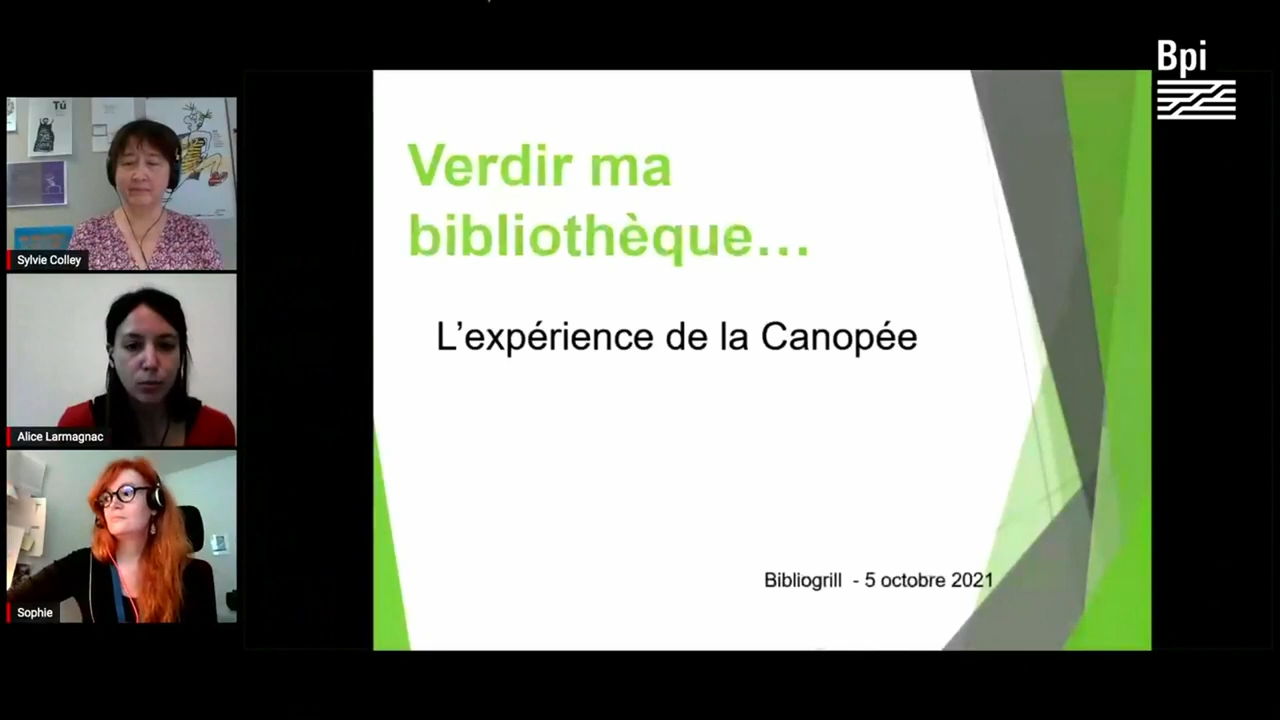 Bpi
Tú
Sylvie Colley
Alice Larmagnac
Sophie
Verdir ma
bibliothèque…
L'expérience de la Canopée
Bibliogrill - 5 octobre 2021